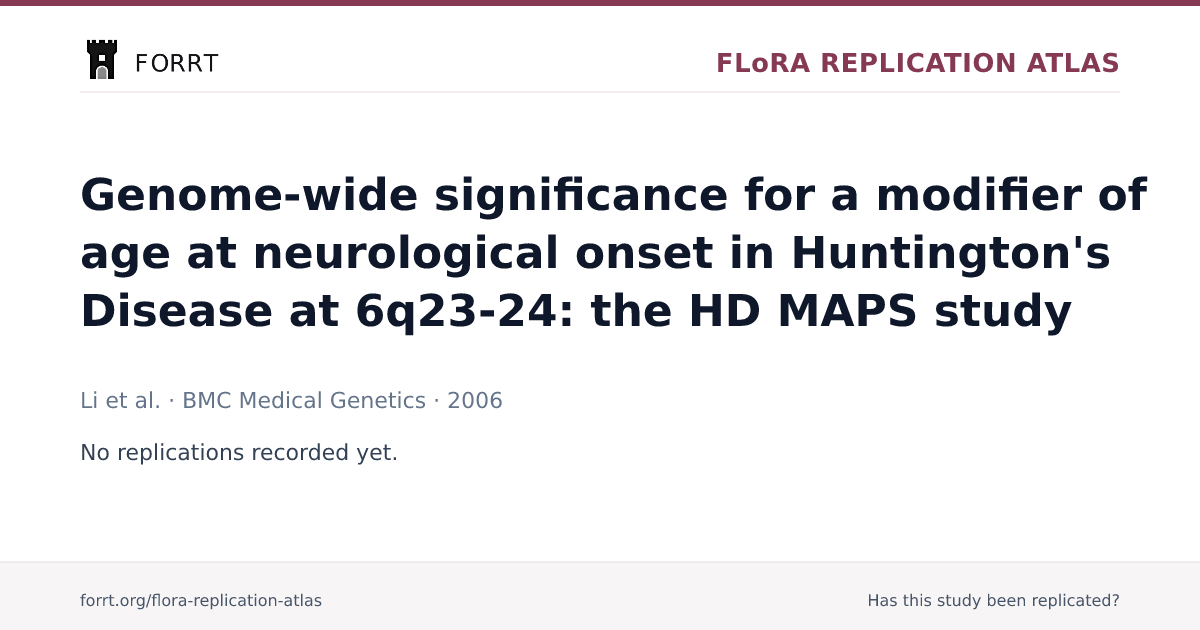 FORRT
FLoRA REPLICATION ATLAS
Genome-wide significance for a modifier of
age at neurological onset in Huntington's
Disease at 6q23-24: the HD MAPS study
Li et al. · BMC Medical Genetics · 2006
No replications recorded yet.
forrt.org/flora-replication-atlas
Has this study been replicated?